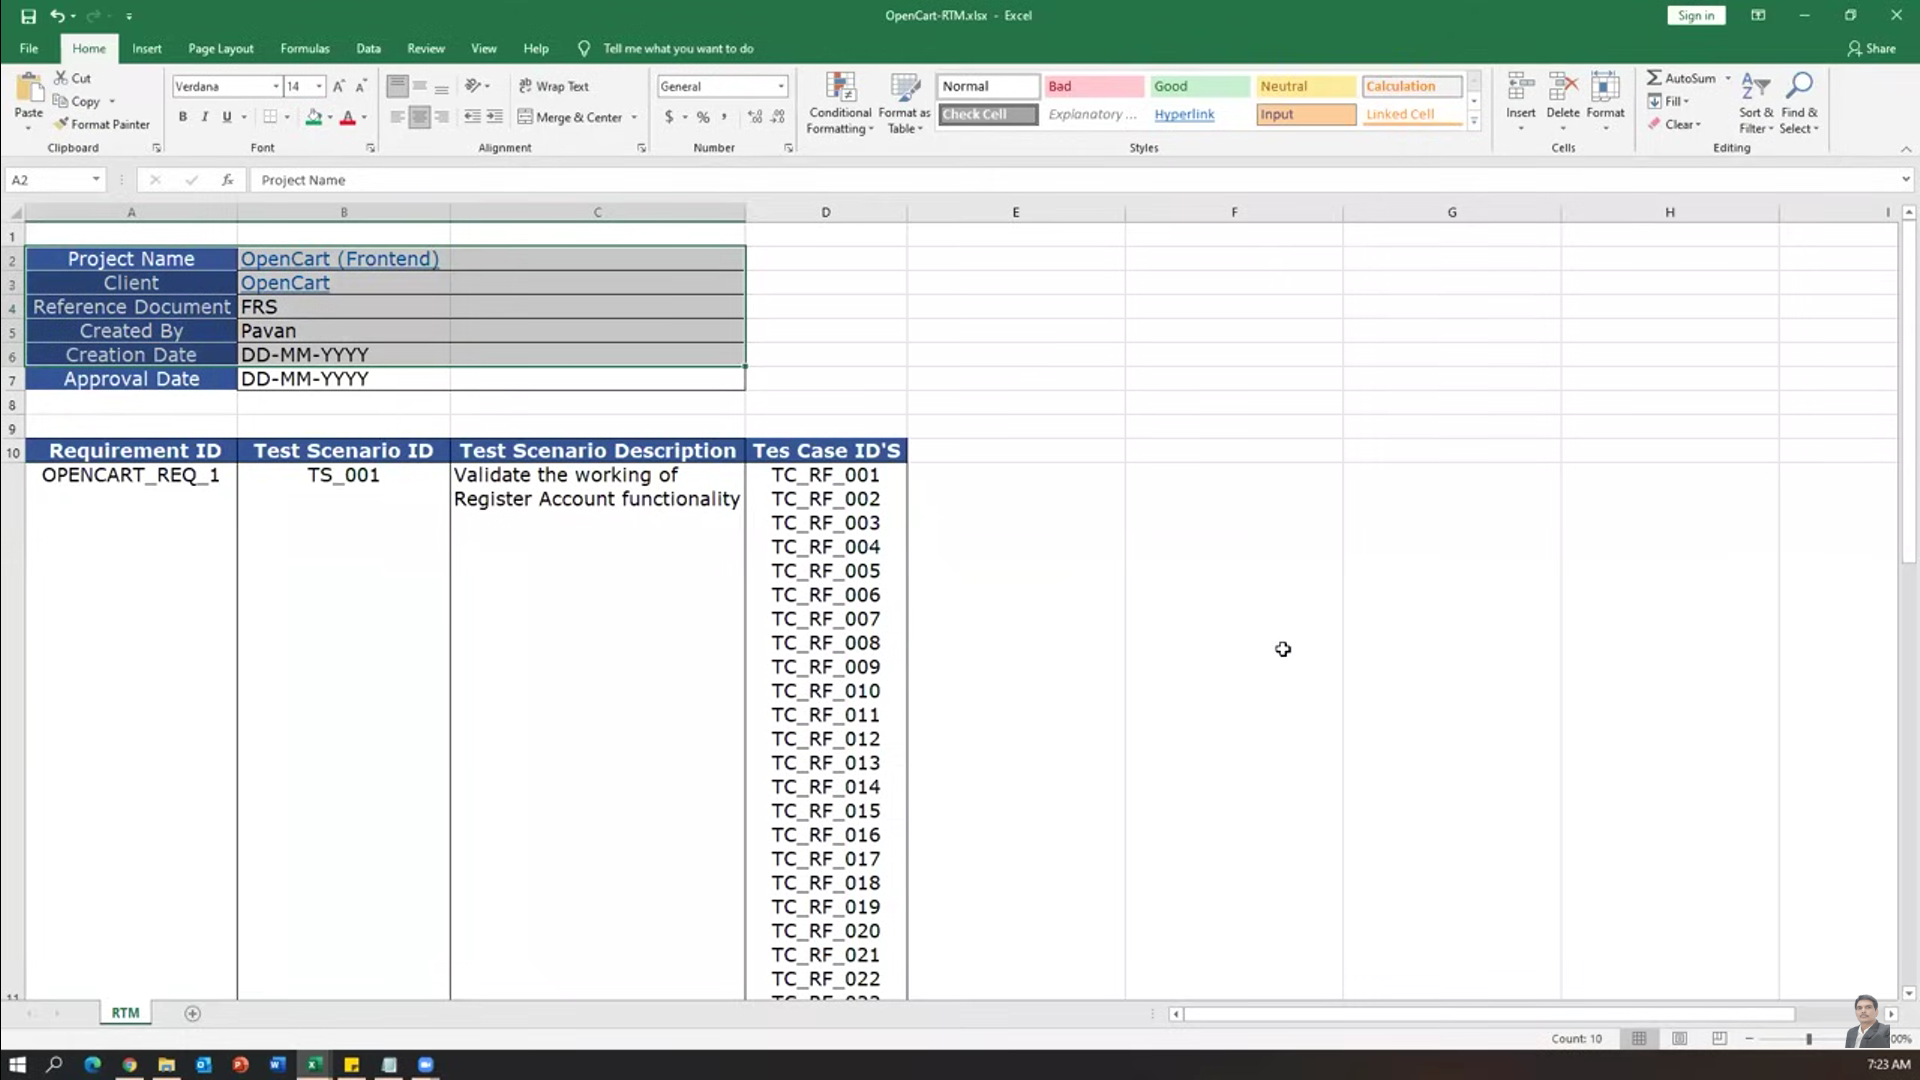 OpenCart-RTM.xlsx - Excel
Sign in
File Home Insert Page Layout Formulas Data Review View Help Tell me what you want to do Share
Paste
Cut
Copy
Format Painter
Clipboard
Verdana 14
B I U
Font
Wrap Text
Merge & Center
Alignment
General
$ % ,
Number
Conditional Formatting
Format as Table
Normal Bad Good Neutral Calculation
Check Cell Explanatory ... Hyperlink Input Linked Cell
Styles
Insert Delete Format
Cells
AutoSum
Fill
Clear
Sort & Filter
Find & Select
Editing
A2 fx Project Name
A B C D E F G H I
1
2 Project Name OpenCart (Frontend)
3 Client OpenCart
4 Reference Document FRS
5 Created By Pavan
6 Creation Date DD-MM-YYYY
7 Approval Date DD-MM-YYYY
8
9
10 Requirement ID Test Scenario ID Test Scenario Description Tes Case ID'S
OPENCART_REQ_1 TS_001 Validate the working of TC_RF_001
Register Account functionality TC_RF_002
TC_RF_003
TC_RF_004
TC_RF_005
TC_RF_006
TC_RF_007
TC_RF_008
TC_RF_009
TC_RF_010
TC_RF_011
TC_RF_012
TC_RF_013
TC_RF_014
TC_RF_015
TC_RF_016
TC_RF_017
TC_RF_018
TC_RF_019
TC_RF_020
TC_RF_021
TC_RF_022
RTM
Count: 10
7:23 AM